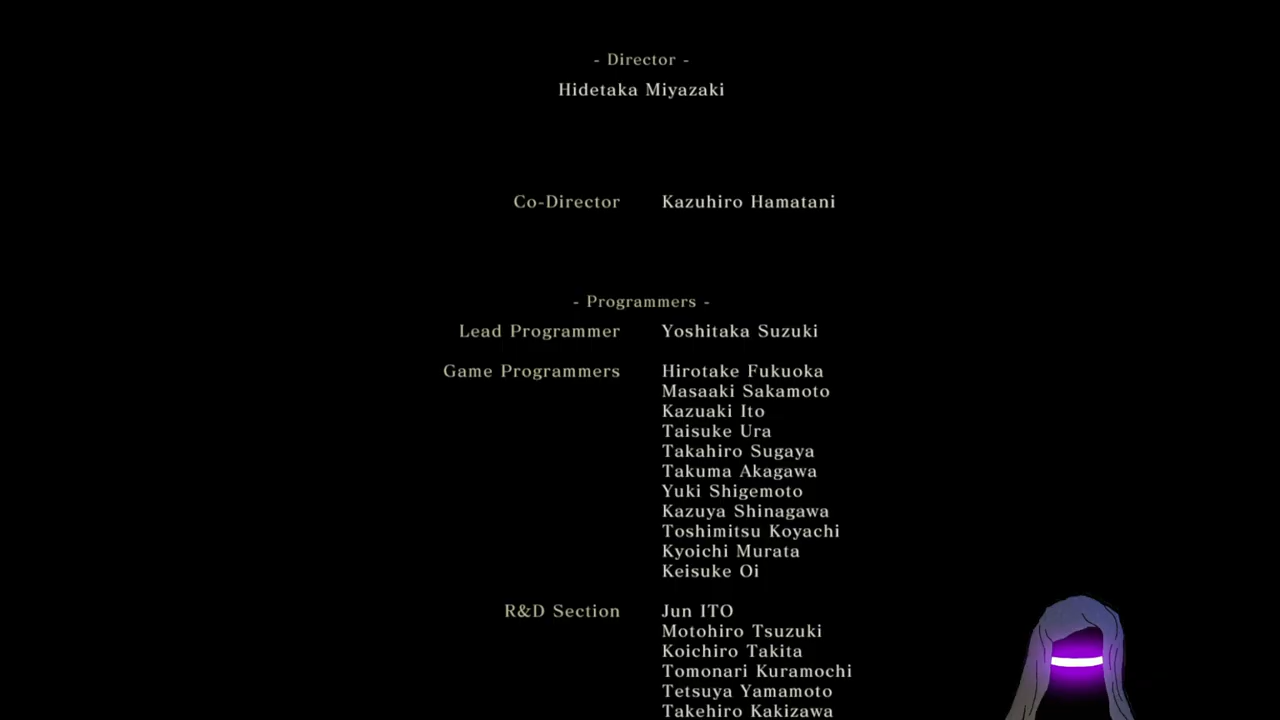 - Director -
Hidetaka Miyazaki
Co-Director Kazuhiro Hamatani
- Programmers -
Lead Programmer Yoshitaka Suzuki
Game Programmers Hirotake Fukuoka
Masaaki Sakamoto
Kazuaki Ito
Taisuke Ura
Takahiro Sugaya
Takuma Akagawa
Yuki Shigemoto
Kazuya Shinagawa
Toshimitsu Koyachi
Kyoichi Murata
Keisuke Oi
R&D Section Jun ITO
Motohiro Tsuzuki
Koichiro Takita
Tomonari Kuramochi
Tetsuya Yamamoto
Takehiro Kakizawa